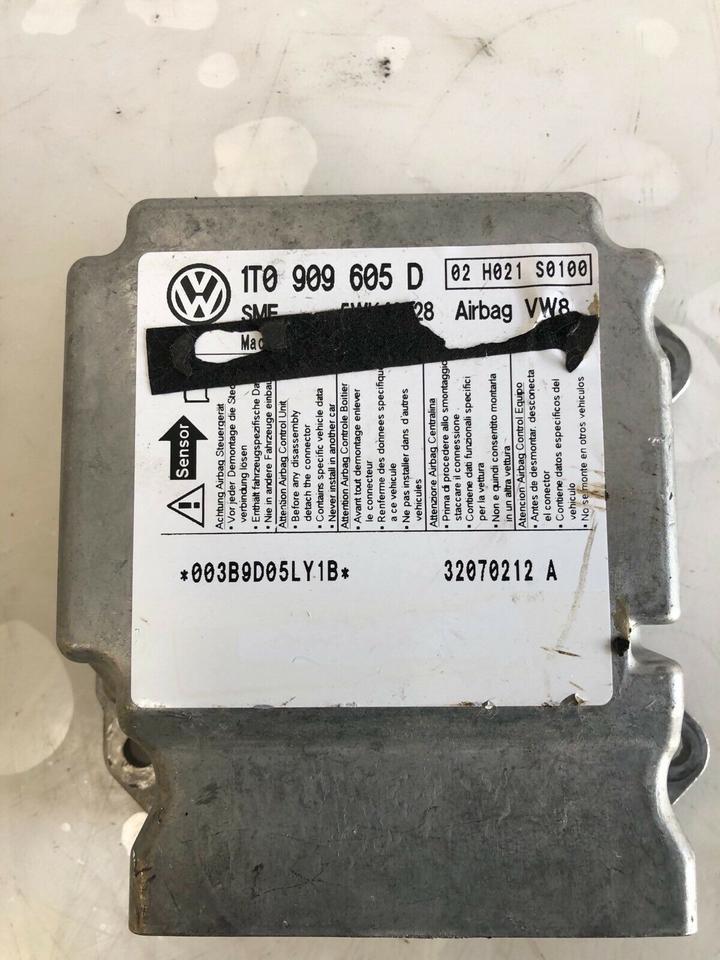 1T0 909 605 D
02 H021 S0100
SME Airbag VW8
Sensor
Achtung Airbag Steuergerät
• Vor jeder Demontage die
verbindung lösen
• Enthält fahrzeugspezifische
• Nie in andere Fahrzeuge
Attention Airbag Control Unit
• Before any disassembly
detach the connector
• Contains specific vehicle data
• Never install in another car
Attention Airbag Controle Boitier
• Avant tout demontage enlever
le connecteur
• Renferme des donnees
a ce vehicule
• Ne pas installer dans d'autres
vehicules
Attenzione Airbag Centralina
• Prima di procedere allo smontaggio
staccare il connessione
• Contiene dati funzionali specifici
per la vettura
• Non e quindi consentito montarla
in un altra vettura
Atencion Airbag Control Equipo
• Antes de desmontar, desconecta
el conector
• Contiene datos especificos del
vehiculo
• No se monte en otros vehiculos
*003B9D05LY1B*
32070212 A